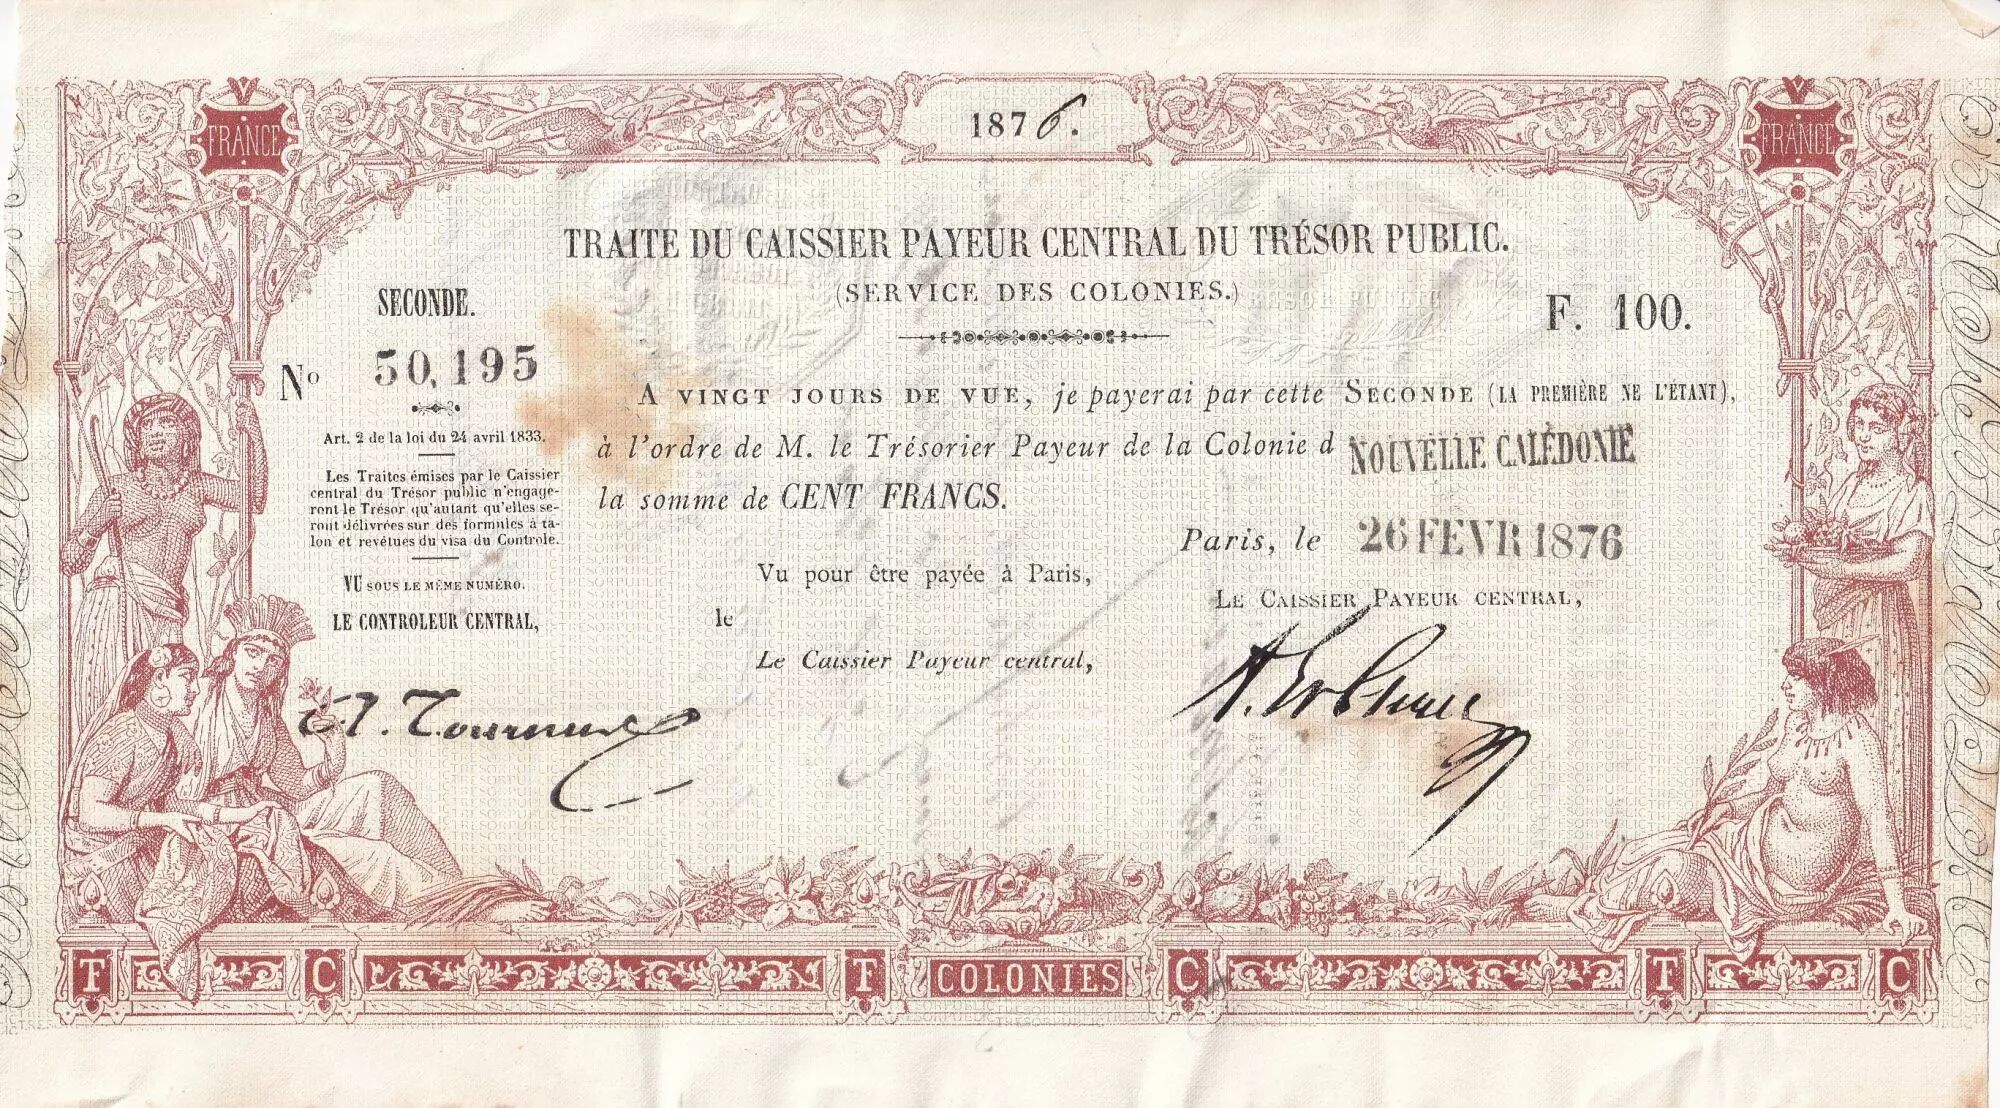 FRANCE
1876.
FRANCE
TRAITE DU CAISSIER PAYEUR CENTRAL DU TRÉSOR PUBLIC.
(SERVICE DES COLONIES.)
SECONDE.
F. 100.
No 50,195
A VINGT JOURS DE VUE, je payerai par cette SECONDE (LA PREMIÈRE NE L'ÉTANT),
à l'ordre de M. le Trésorier Payeur de la Colonie d NOUVELLE CALÉDONIE
la somme de CENT FRANCS.
Art. 2 de la loi du 24 avril 1833.
Les Traites émises par le Caissier
central du Trésor public n'engage-
ront le Trésor qu'autant qu'elles se-
ront délivrées sur des formules à ta-
lon et revêtues du visa du Contrôle.
VU SOUS LE MÊME NUMÉRO.
LE CONTROLEUR CENTRAL,
Paris, le 26 FEVR 1876
LE CAISSIER PAYEUR CENTRAL,
Vu pour être payée à Paris,
le
Le Caissier Payeur central,
T C F COLONIES C T C